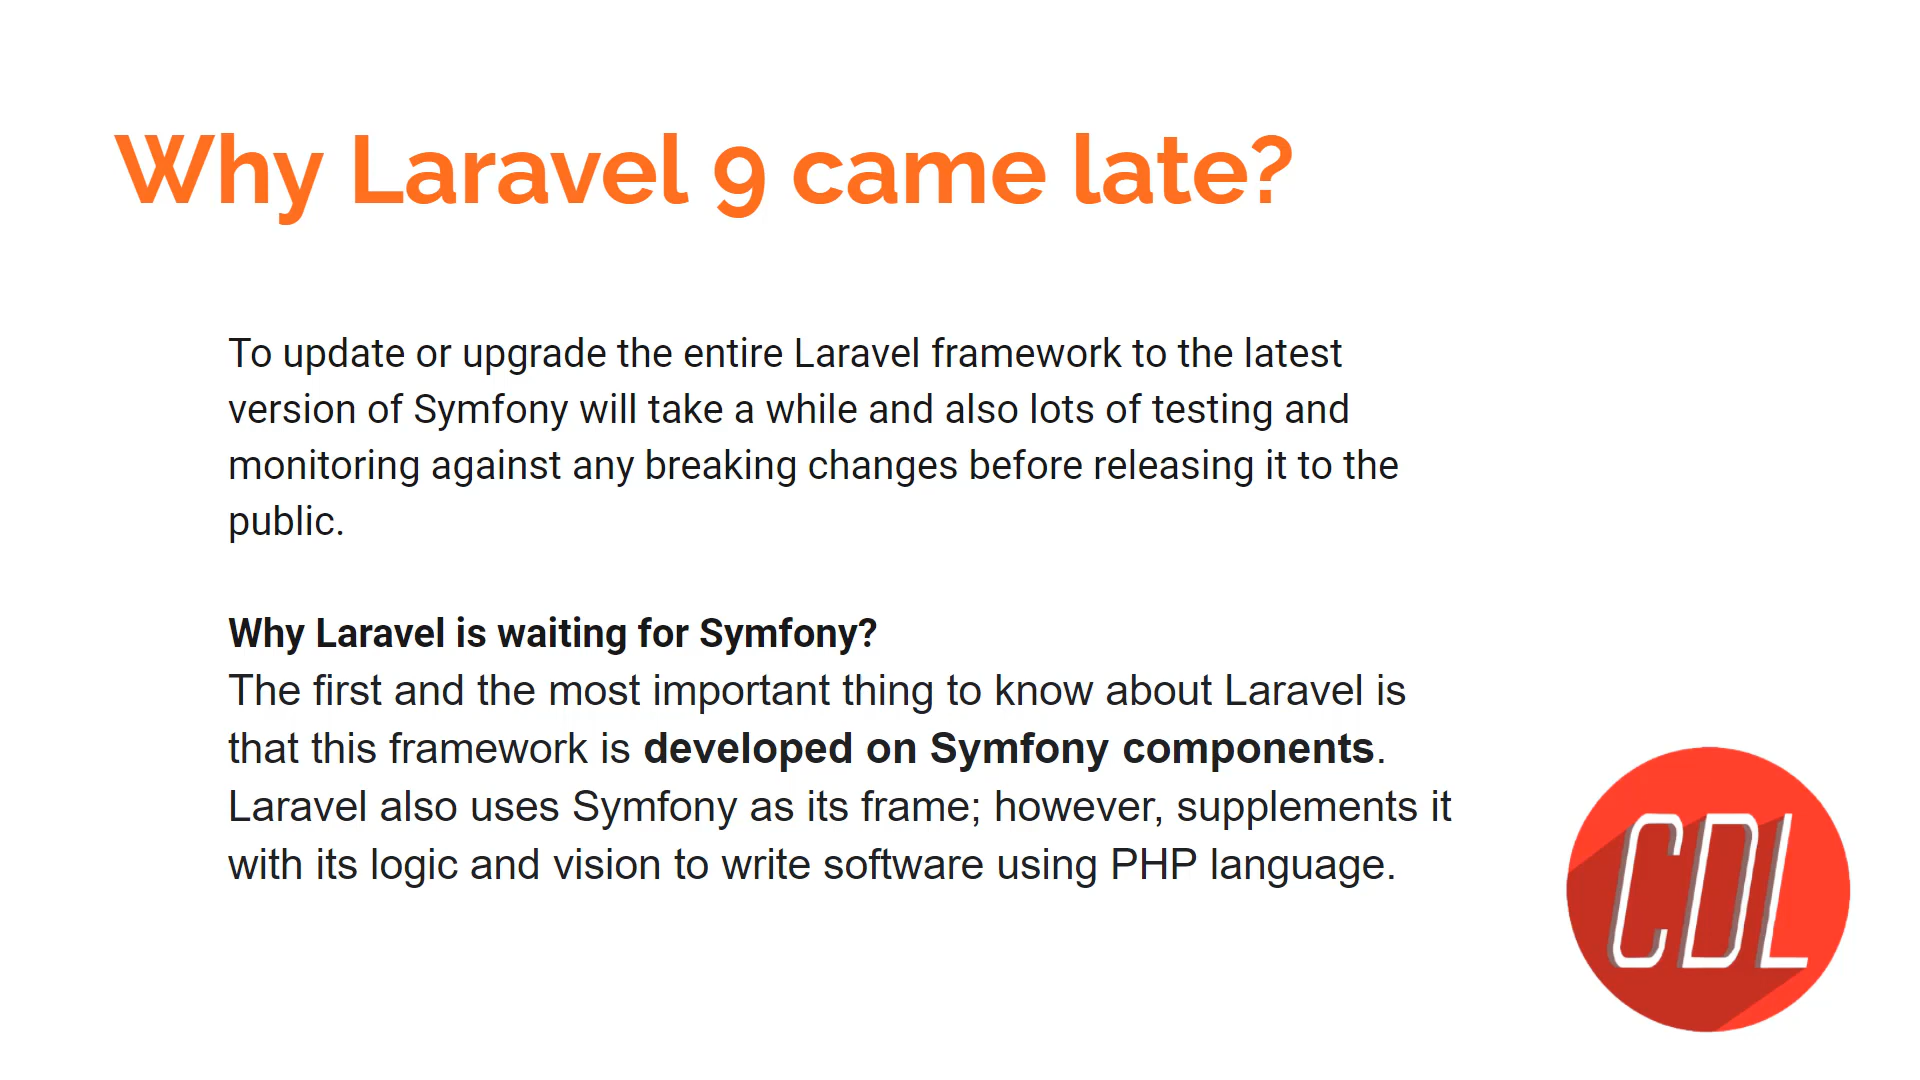 Why Laravel 9 came late?
To update or upgrade the entire Laravel framework to the latest
version of Symfony will take a while and also lots of testing and
monitoring against any breaking changes before releasing it to the
public.
Why Laravel is waiting for Symfony?
The first and the most important thing to know about Laravel is
that this framework is developed on Symfony components.
Laravel also uses Symfony as its frame; however, supplements it
with its logic and vision to write software using PHP language.
CDL